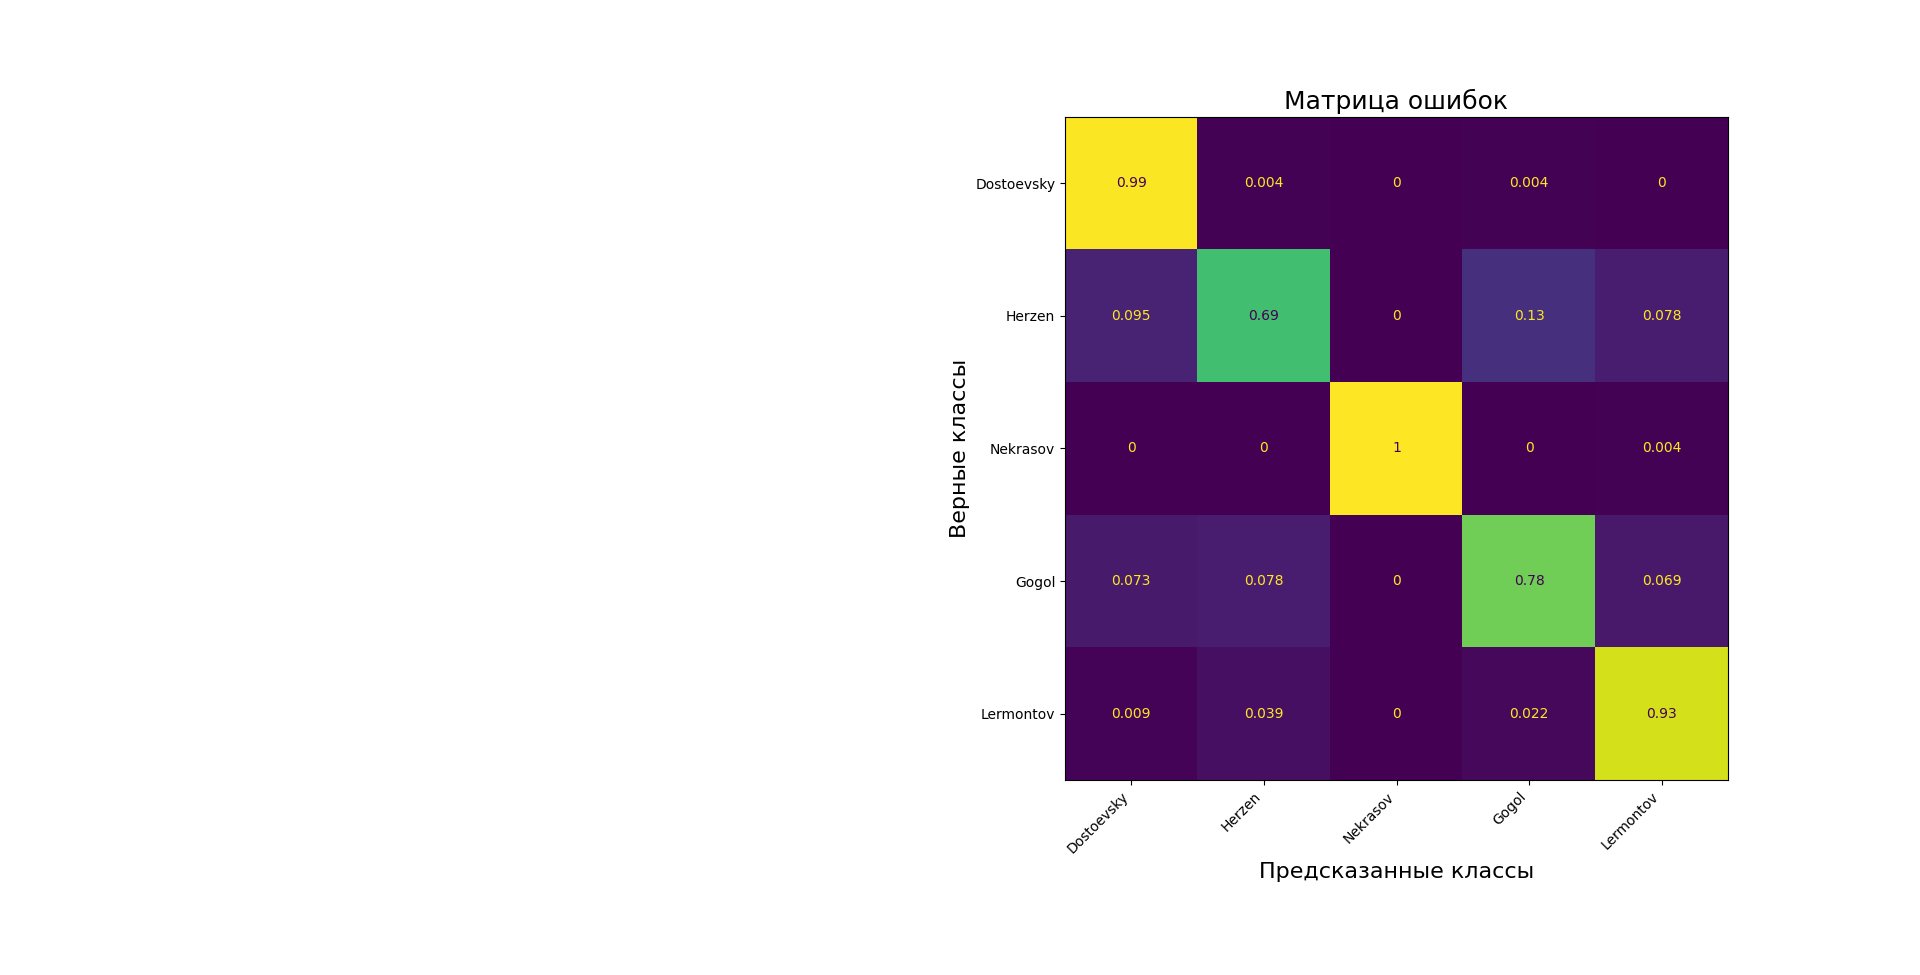 Матрица ошибок
Верные классы
Dostoevsky 0.99 0.004 0 0.004 0
Herzen 0.095 0.69 0 0.13 0.078
Nekrasov 0 0 1 0 0.004
Gogol 0.073 0.078 0 0.78 0.069
Lermontov 0.009 0.039 0 0.022 0.93
Dostoevsky Herzen Nekrasov Gogol Lermontov
Предсказанные классы